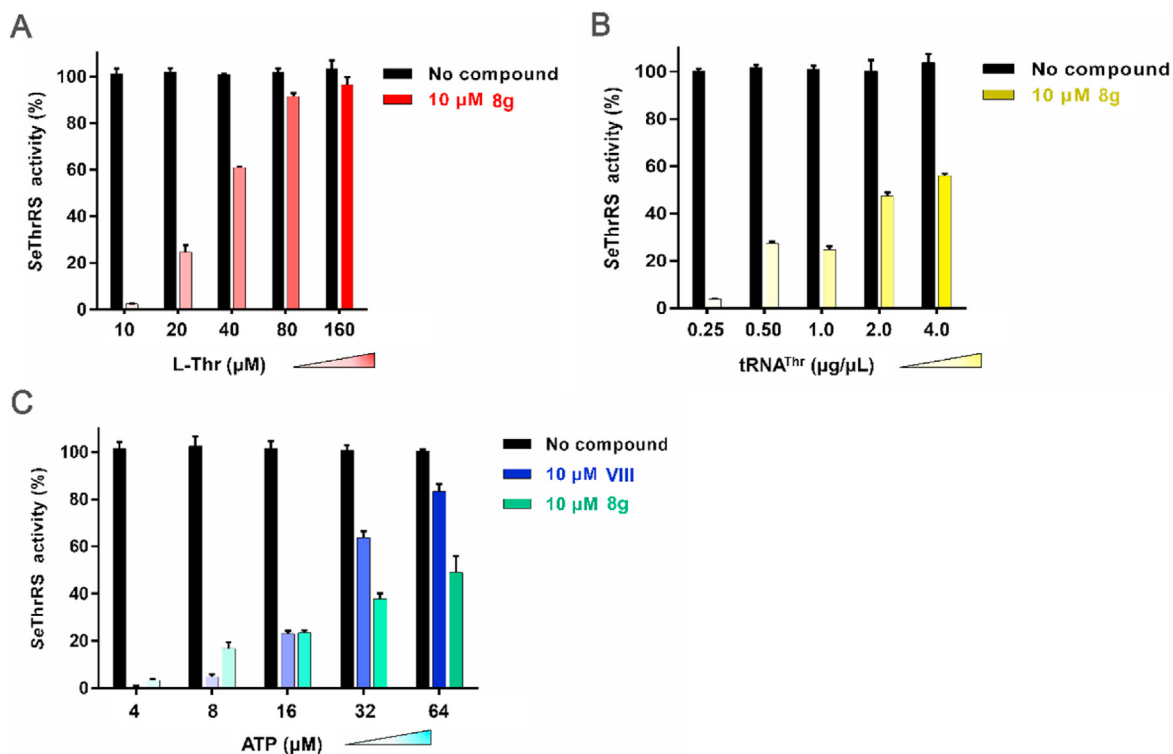 A
SeThrRS activity (%)
100
80
60
40
20
0
10 20 40 80 160
L-Thr (µM)
No compound
10 µM 8g
B
SeThrRS activity (%)
100
80
60
40
20
0
0.25 0.50 1.0 2.0 4.0
tRNAᵀʰʳ (µg/µL)
No compound
10 µM 8g
C
SeThrRS activity (%)
100
80
60
40
20
0
4 8 16 32 64
ATP (µM)
No compound
10 µM VIII
10 µM 8g